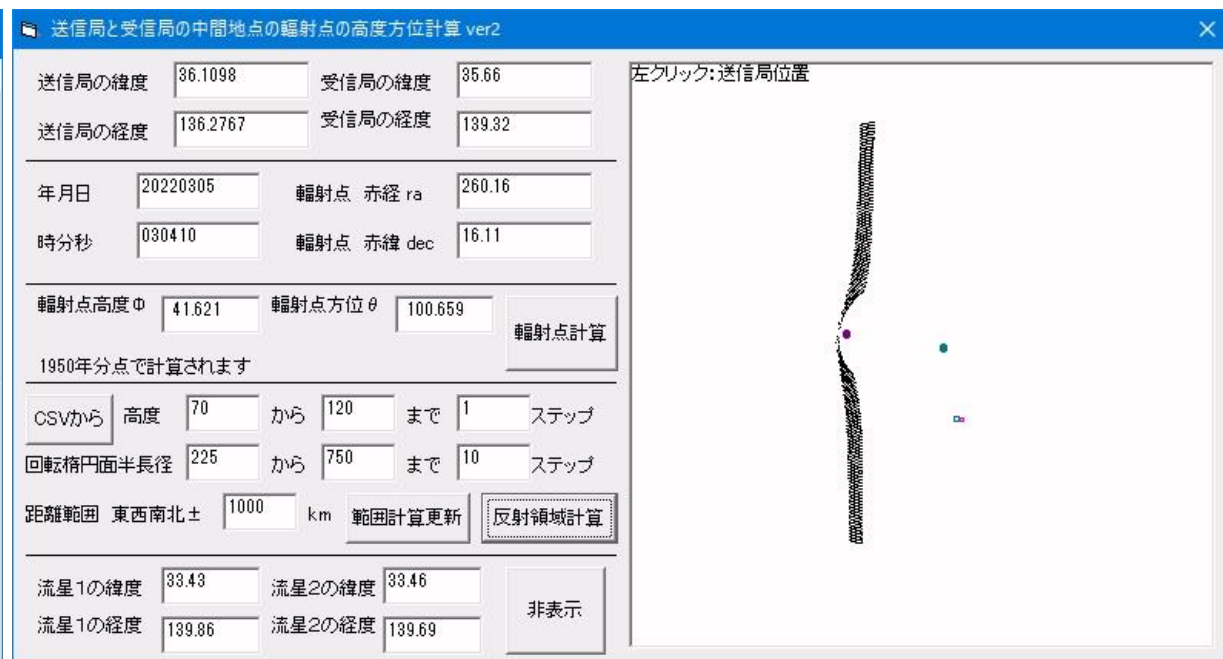 送信局と受信局の中間地点の輻射点の高度方位計算 ver2
送信局の緯度 36.1098 受信局の緯度 35.66
送信局の経度 136.2767 受信局の経度 139.32
年月日 20220305 輻射点 赤経 ra 260.16
時分秒 030410 輻射点 赤緯 dec 16.11
輻射点高度Φ 41.621 輻射点方位θ 100.659
輻射点計算
1950年分点で計算されます
CSVから 高度 70 から 120 まで 1 ステップ
回転楕円面半長径 225 から 750 まで 10 ステップ
距離範囲 東西南北± 1000 km 範囲計算更新 反射領域計算
流星1の緯度 33.43 流星2の緯度 33.46
流星1の経度 139.86 流星2の経度 139.69
非表示
左クリック:送信局位置